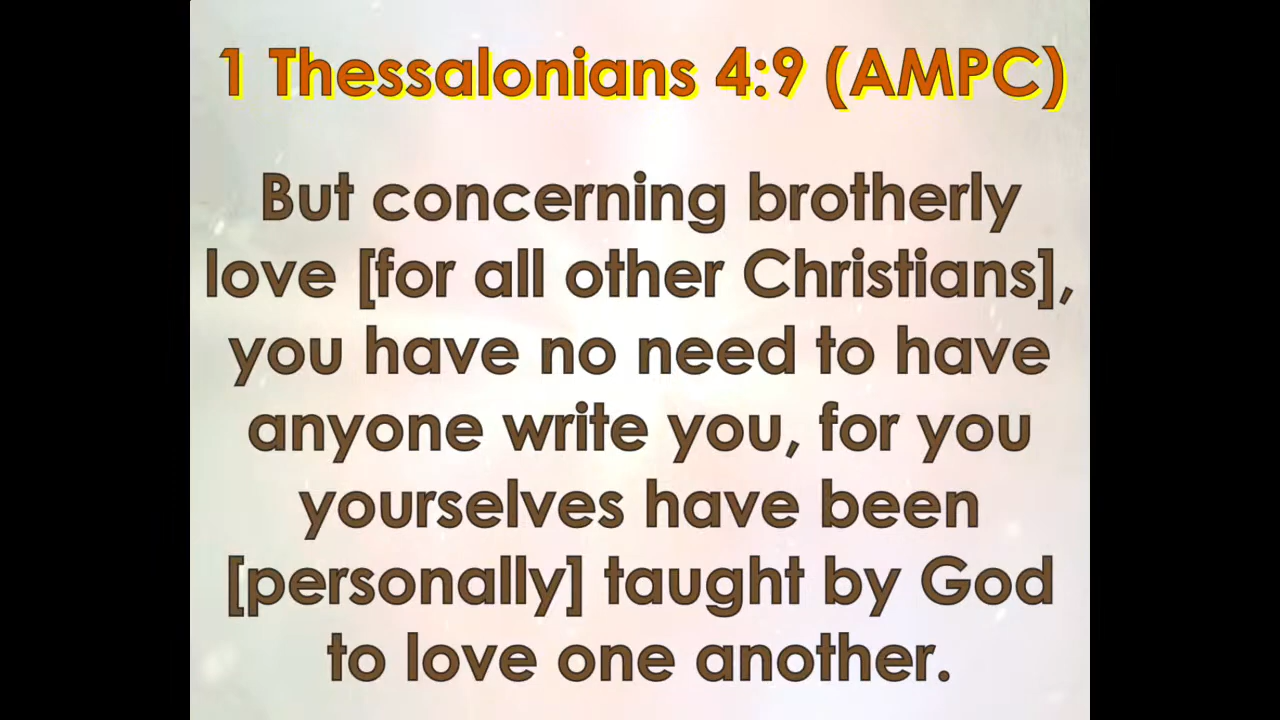 1 Thessalonians 4:9 (AMPC)
But concerning brotherly
love [for all other Christians],
you have no need to have
anyone write you, for you
yourselves have been
[personally] taught by God
to love one another.